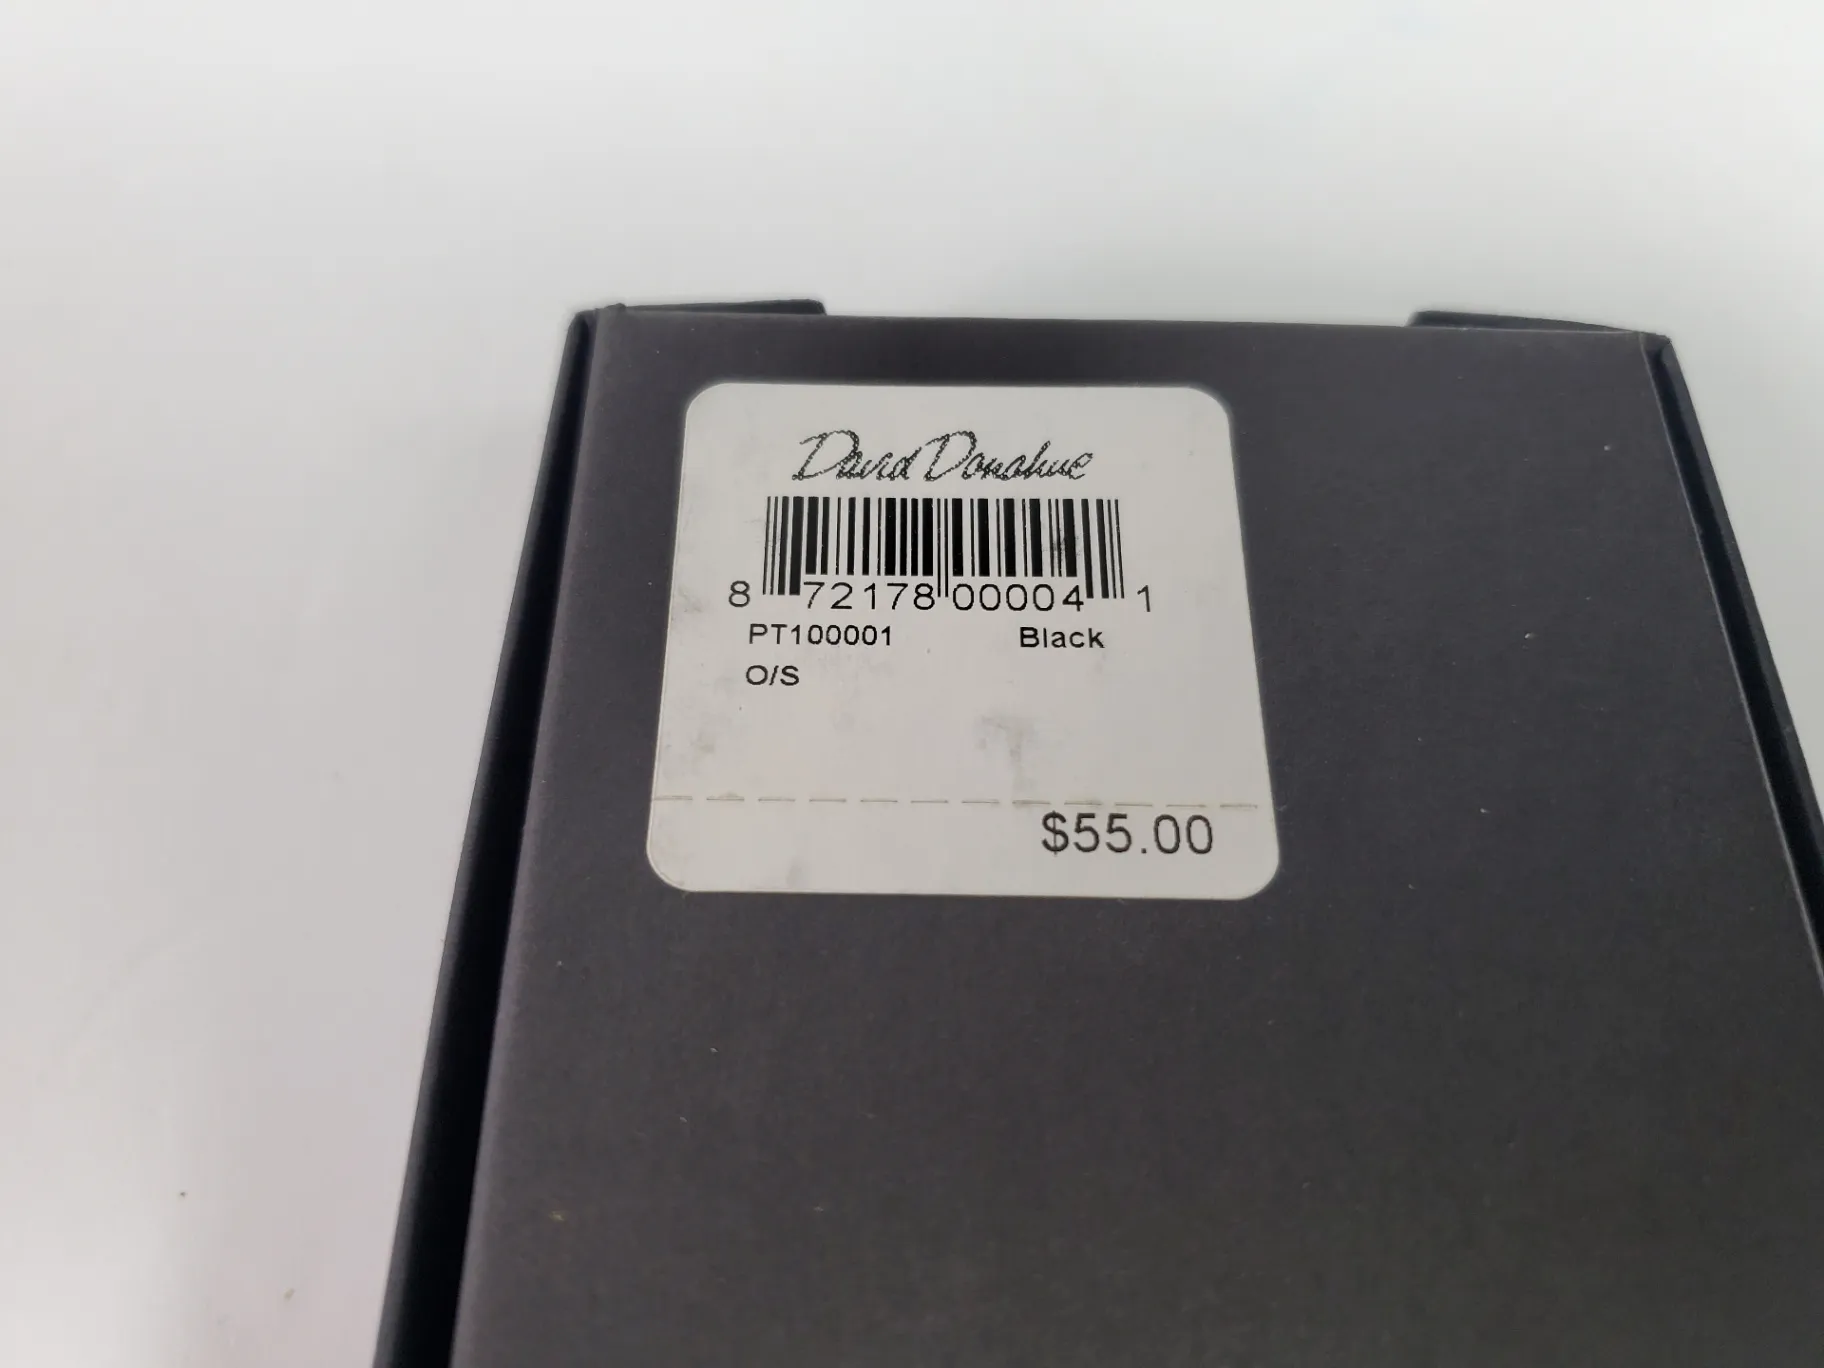 David Donahue
8 72178 00004 1
PT100001 Black
O/S
$55.00